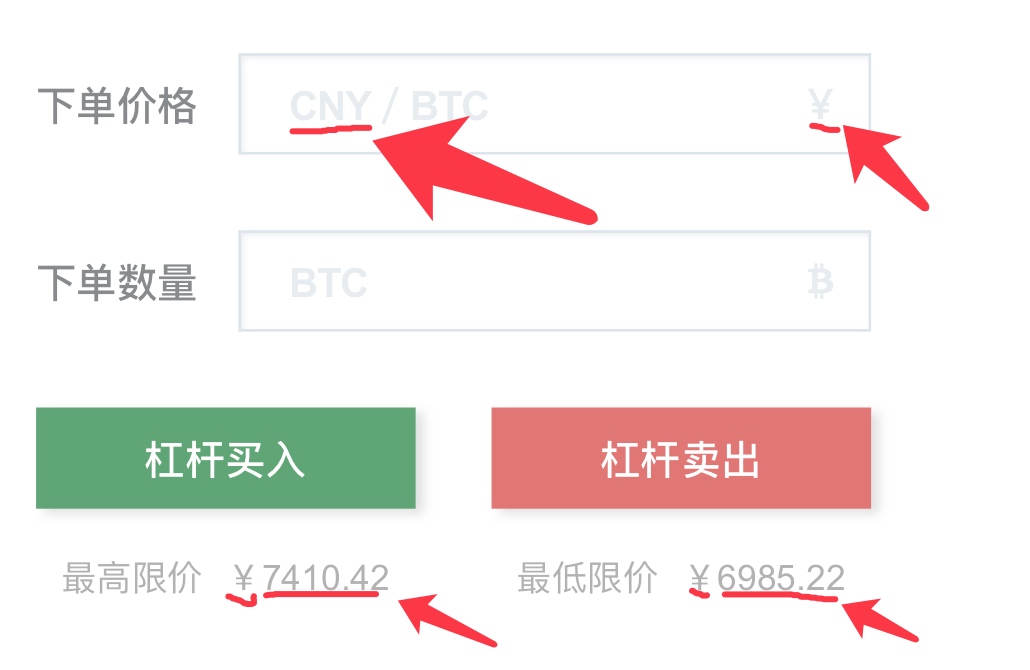 下单价格 CNY / BTC ¥
下单数量 BTC ₿
杠杆买入 杠杆卖出
最高限价 ¥ 7410.42 最低限价 ¥ 6985.22